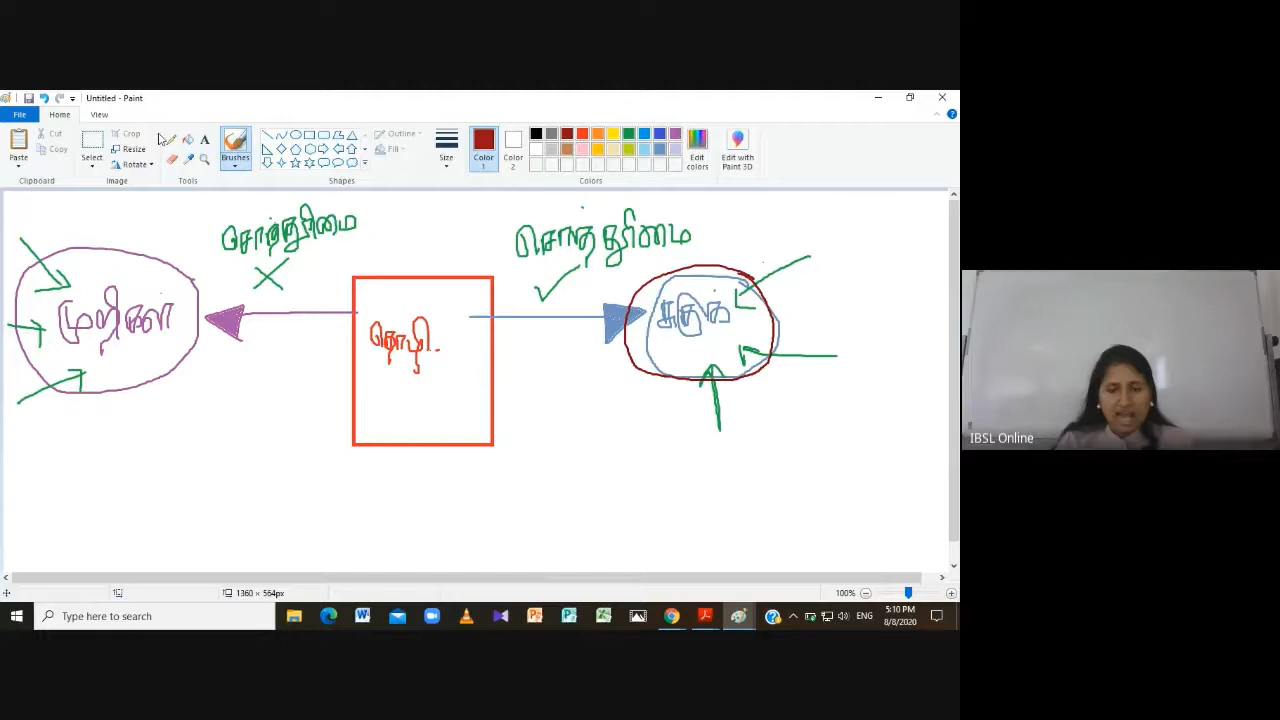 Untitled - Paint
File Home View
Paste Cut Copy Clipboard
Select Crop Resize Rotate Image
Tools
Brushes
Shapes Outline Fill
Size
Color 1 Color 2 Edit colors Colors
Edit with Paint 3D
சொத்துரிமை சொத்துரிமை
தொழி.
IBSL Online
1360 × 564px 100%
Type here to search
ENG 5:10 PM
8/8/2020